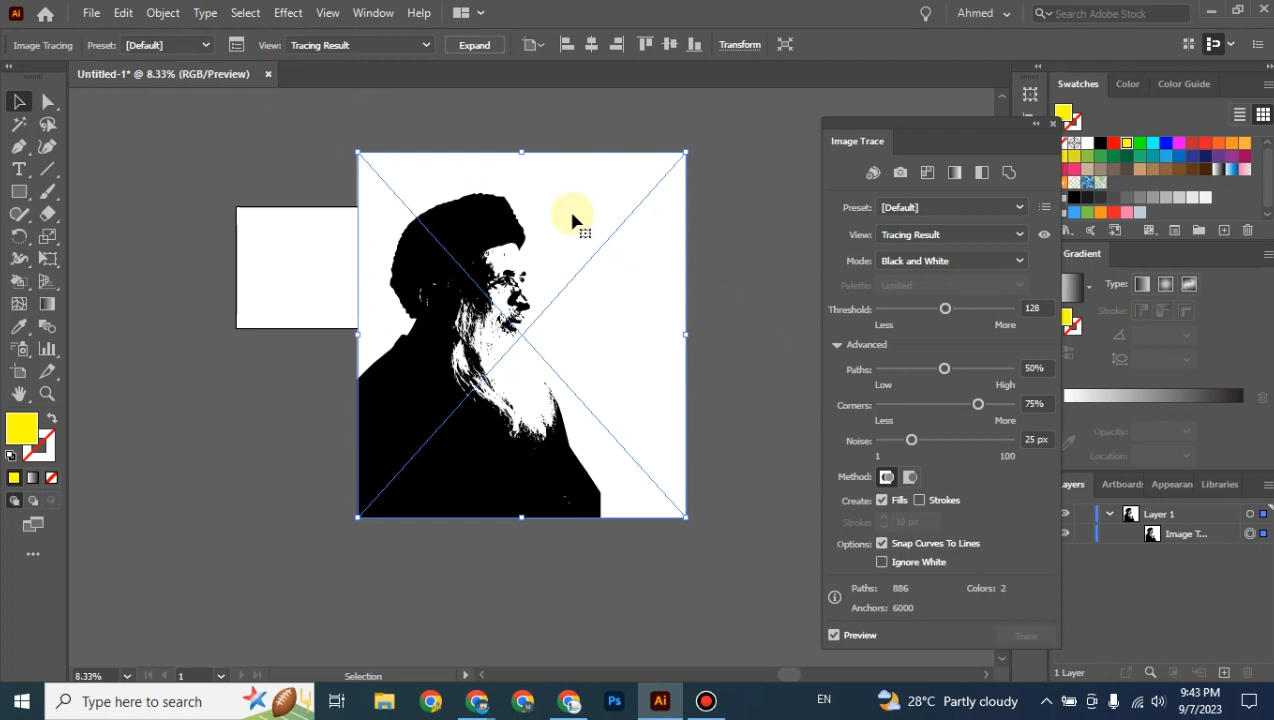 Ai File Edit Object Type Select Effect View Window Help Ahmed Search Adobe Stock
Image Tracing Preset: [Default] View: Tracing Result Expand Transform
Untitled-1* @ 8.33% (RGB/Preview)
Swatches Color Color Guide
Image Trace
Preset: [Default]
View: Tracing Result
Mode: Black and White
Palette: Limited
Threshold: 128
Less More
Advanced
Paths: 50%
Low High
Corners: 75%
Less More
Noise: 25 px
1 100
Method:
Create: Fills Strokes
Stroke: 10 px
Options: Snap Curves To Lines
Ignore White
Paths: 886 Colors: 2
Anchors: 6000
Preview Trace
Gradient
Type:
Stroke:
Opacity:
Location:
Layers Artboards Appearan Libraries
Layer 1
Image T...
1 Layer
8.33% 1 Selection
Type here to search
Ps Ai
EN 28°C Partly cloudy
9:43 PM
9/7/2023